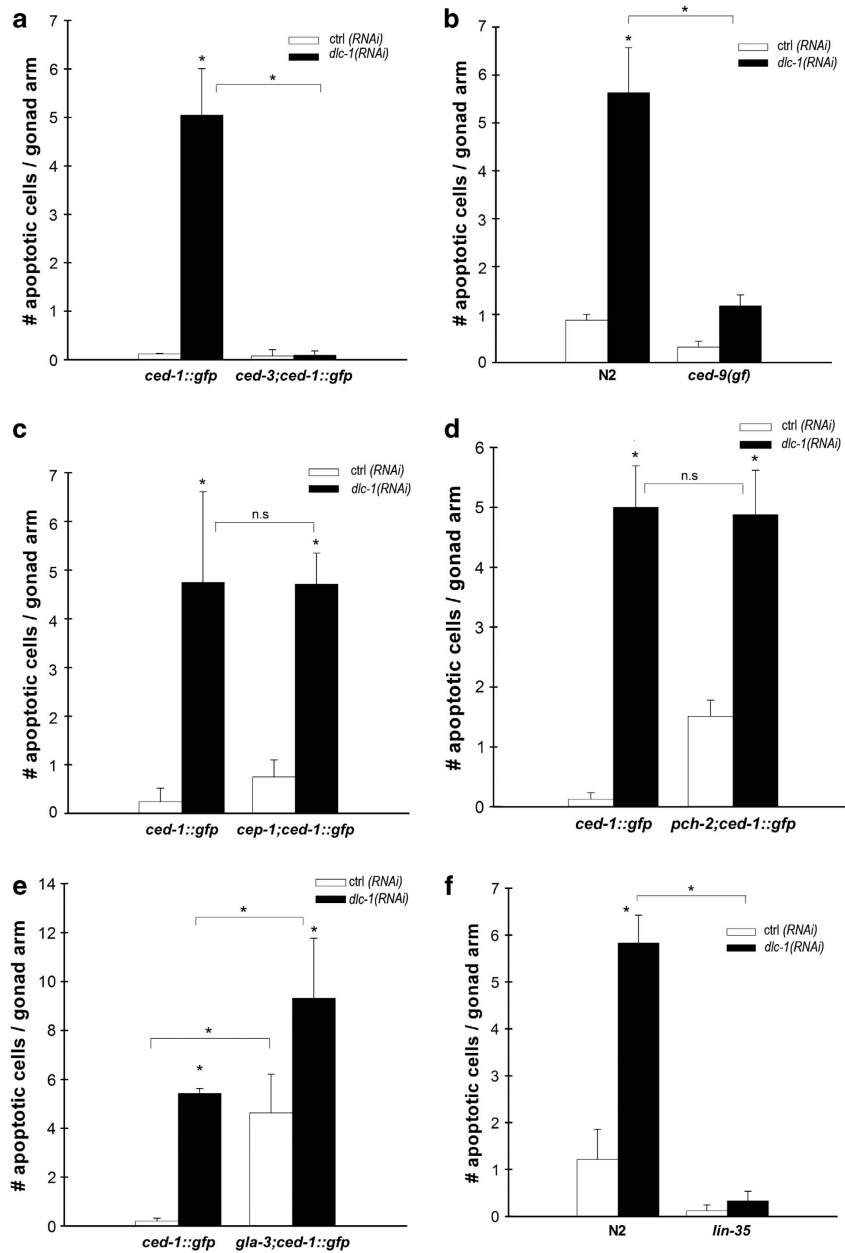 a
# apoptotic cells / gonad arm
7
6
5
4
3
2
1
0
ctrl (RNAi)
dlc-1(RNAi)
*
*
ced-1::gfp
ced-3;ced-1::gfp
b
# apoptotic cells / gonad arm
7
6
5
4
3
2
1
0
ctrl (RNAi)
dlc-1(RNAi)
*
*
N2
ced-9(gf)
c
# apoptotic cells / gonad arm
7
6
5
4
3
2
1
0
ctrl (RNAi)
dlc-1(RNAi)
*
n.s
*
ced-1::gfp
cep-1;ced-1::gfp
d
# apoptotic cells / gonad arm
6
5
4
3
2
1
0
ctrl (RNAi)
dlc-1(RNAi)
*
n.s
*
ced-1::gfp
pch-2;ced-1::gfp
e
# apoptotic cells / gonad arm
14
12
10
8
6
4
2
0
ctrl (RNAi)
dlc-1(RNAi)
*
*
*
*
ced-1::gfp
gla-3;ced-1::gfp
f
# apoptotic cells / gonad arm
7
6
5
4
3
2
1
0
ctrl (RNAi)
dlc-1(RNAi)
*
*
N2
lin-35